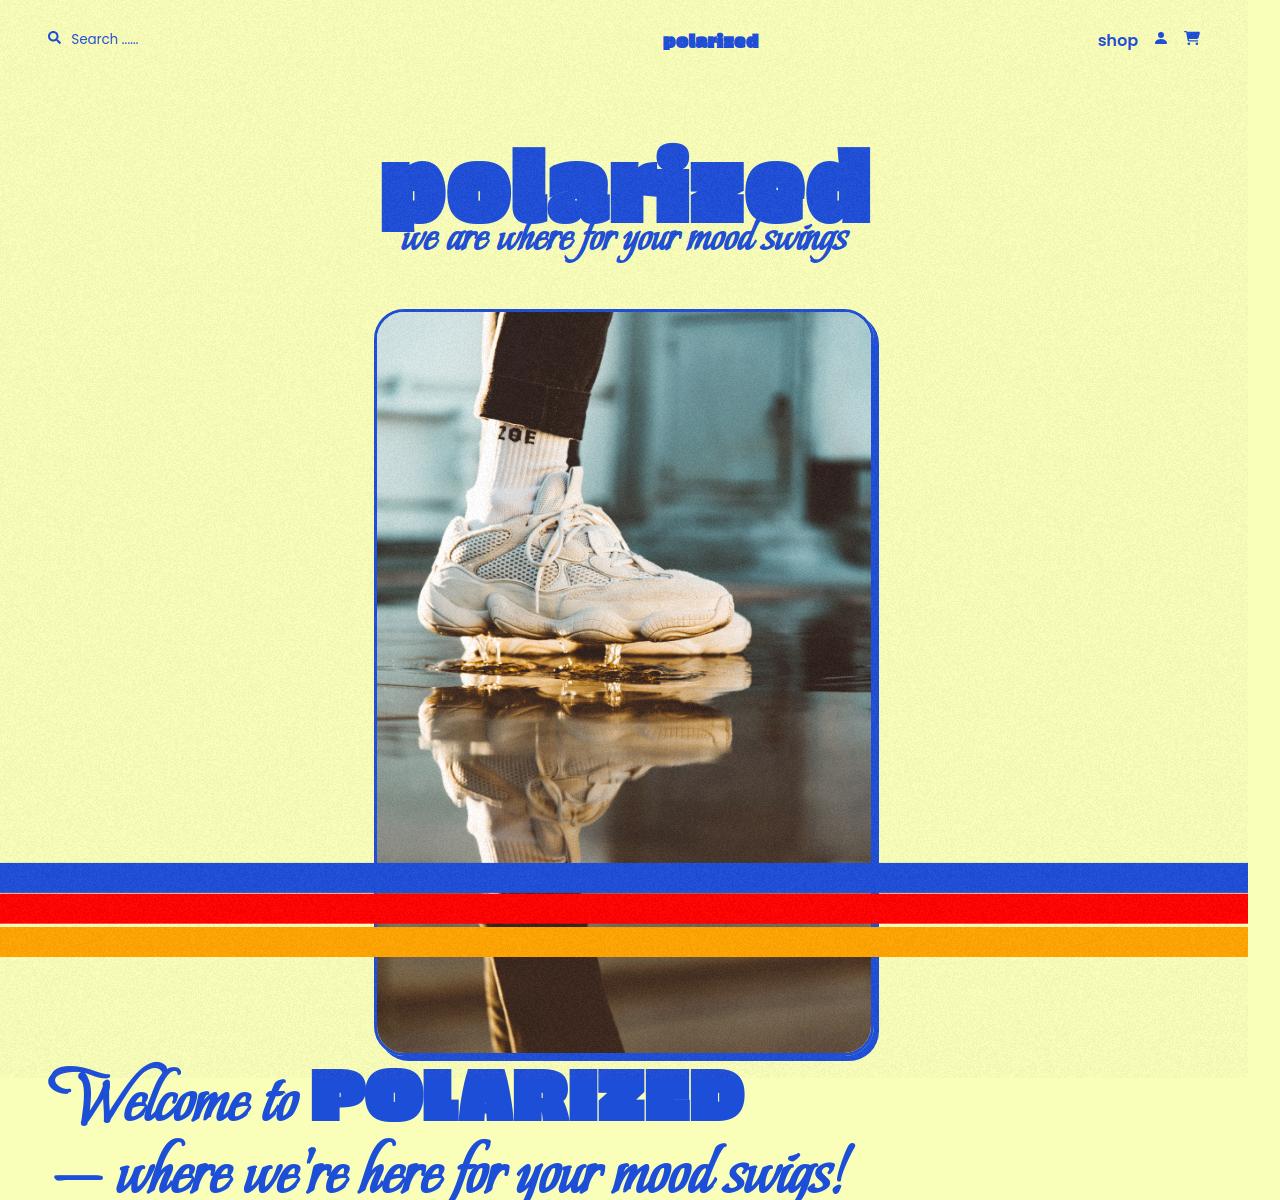 Search ......
polarized
shop
polarized
we are where for your mood swings
ZOE
Welcome to POLARIZED
— where we're here for your mood swigs!